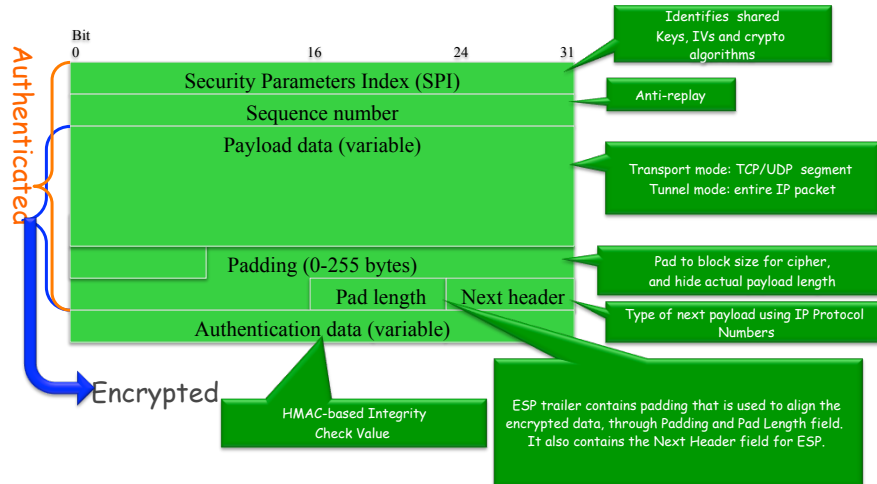 Identifies shared
Keys, IVs and crypto
algorithms
Bit
0 16 24 31
Authenticated
Security Parameters Index (SPI)
Sequence number
Anti-replay
Payload data (variable)
Transport mode: TCP/UDP segment
Tunnel mode: entire IP packet
Padding (0-255 bytes)
Pad to block size for cipher,
and hide actual payload length
Pad length
Next header
Type of next payload using IP Protocol
Numbers
Authentication data (variable)
Encrypted
HMAC-based Integrity
Check Value
ESP trailer contains padding that is used to align the
encrypted data, through Padding and Pad Length field.
It also contains the Next Header field for ESP.